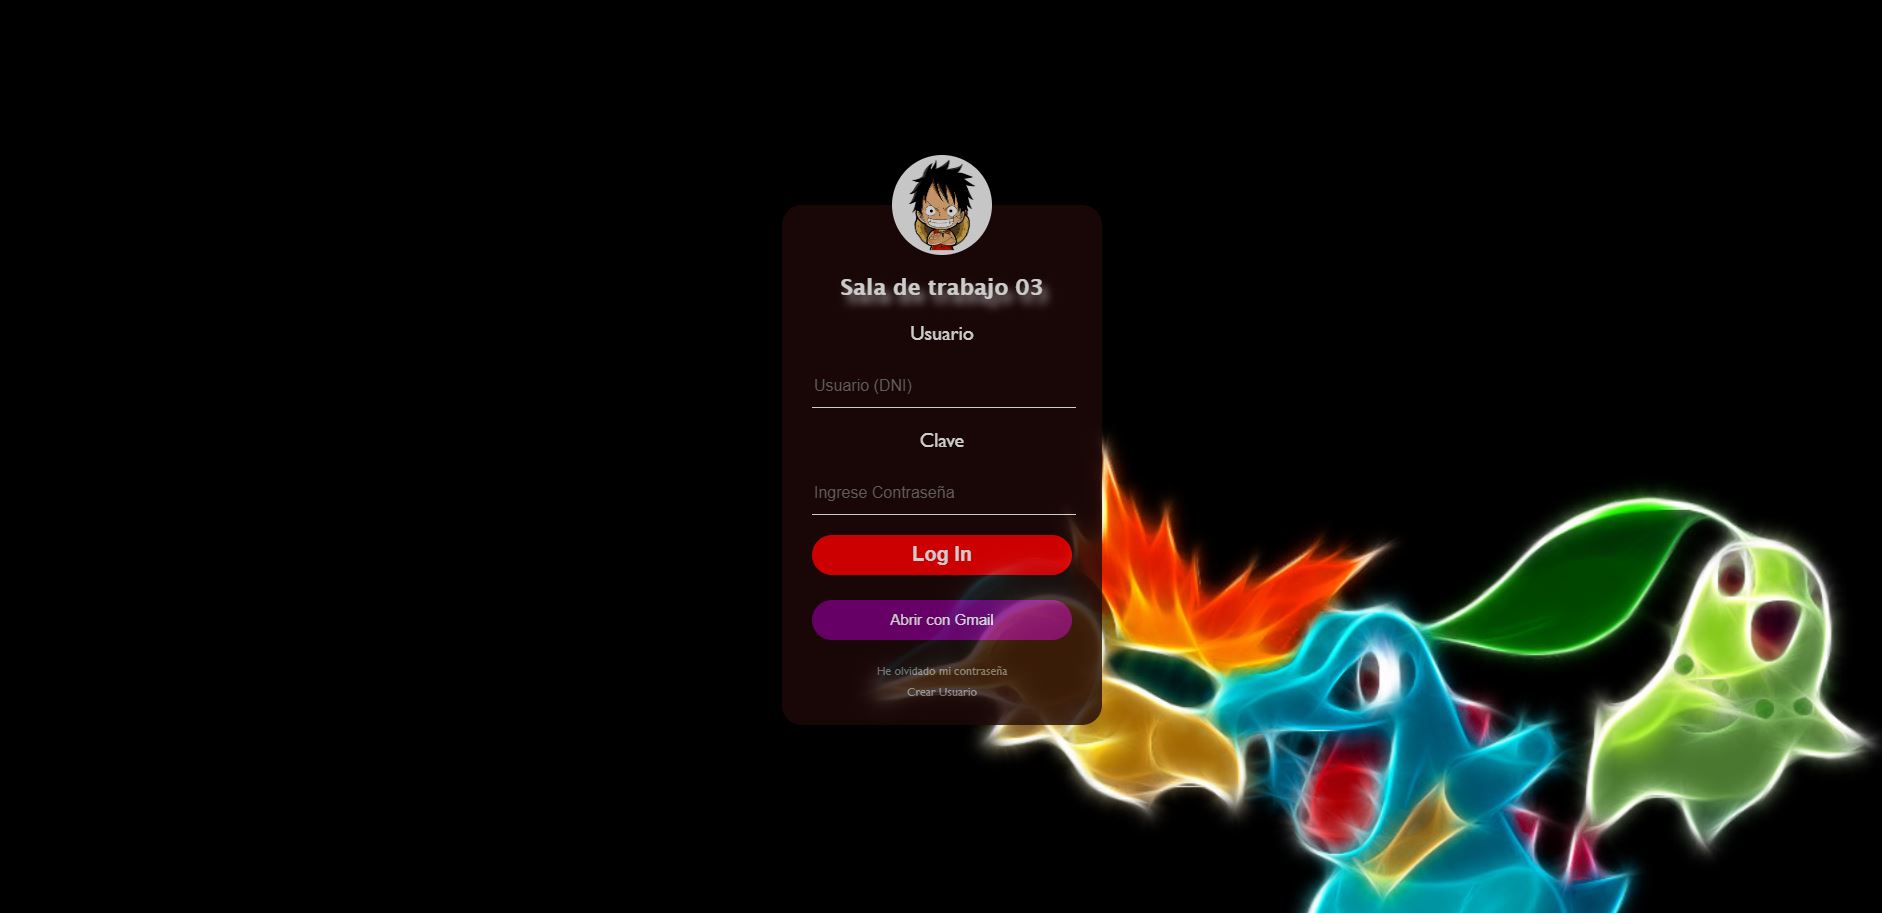 Sala de trabajo 03
Usuario
Usuario (DNI)
Clave
Ingrese Contraseña
Log In
Abrir con Gmail
He olvidado mi contraseña
Crear Usuario